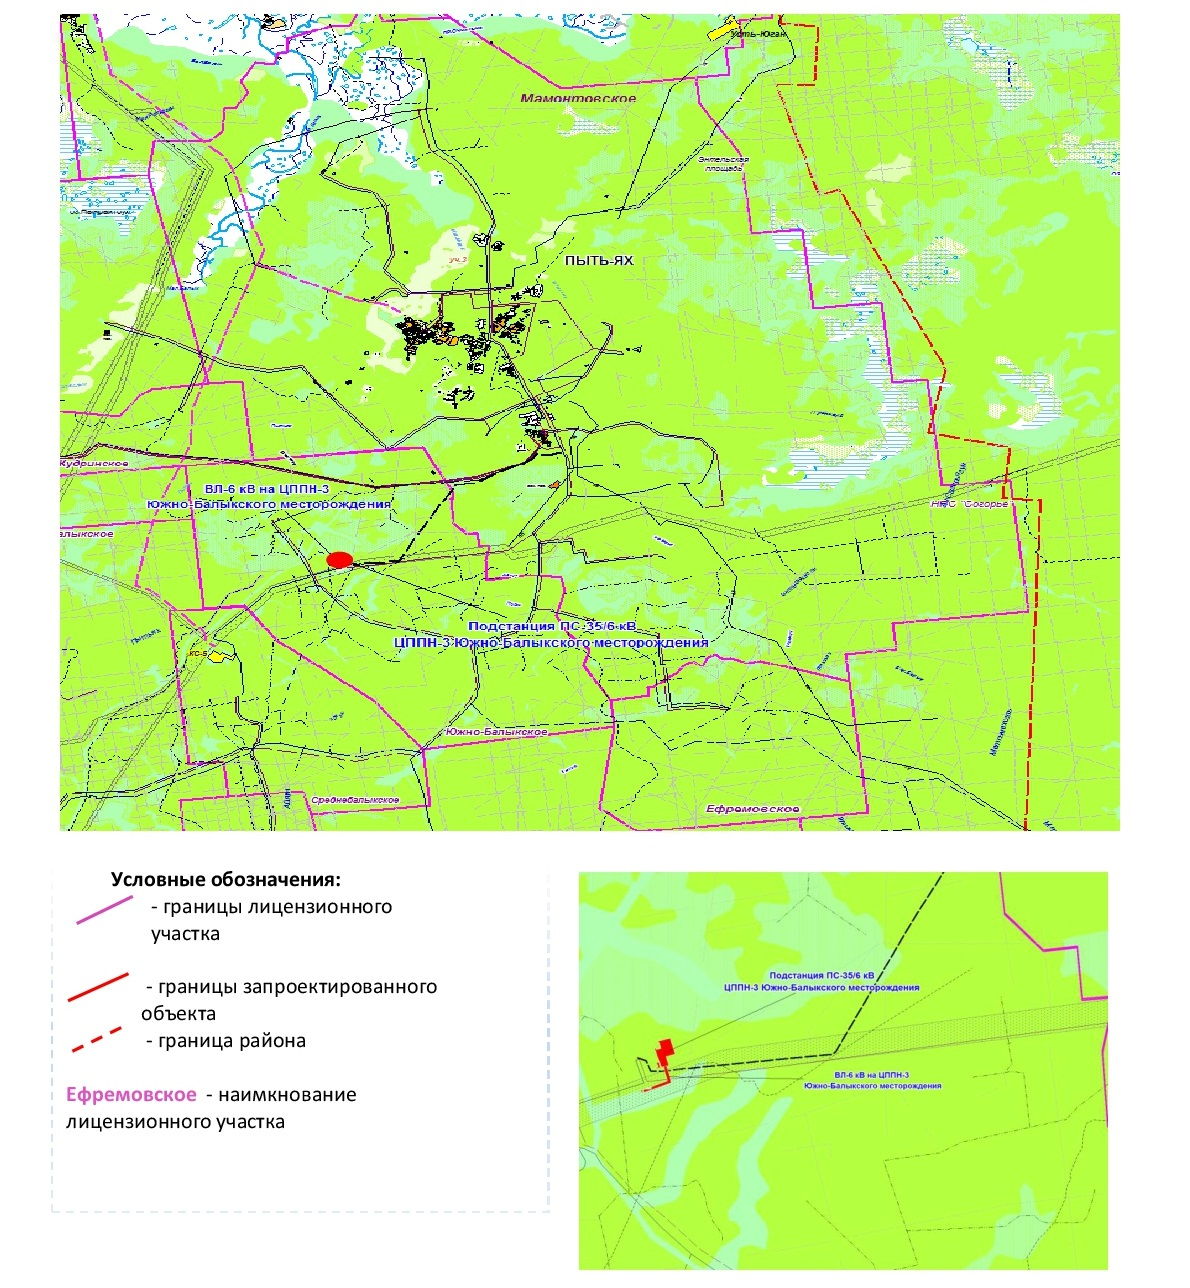 Усть-Юган
Мамонтовское
Энтельская
площадь
ПЫТЬ-ЯХ
уч.3
Кудринское
ВЛ-6 кВ на ЦППН-3
Южно-Балыкского месторождения
алыкское
НПС "Согорье"
Подстанция ПС-35/6 кВ
ЦППН-3 Южно-Балыкского месторождения
КС-5
Южно-Балыкское
Среднебалыкское
Ефремовское
Условные обозначения:
- границы лицензионного
участка
- границы запроектированного
объекта
- граница района
Ефремовское - наимкнование
лицензионного участка
Подстанция ПС-35/6 кВ
ЦППН-3 Южно-Балыкского месторождения
ВЛ-6 кВ на ЦППН-3
Южно-Балыкского месторождения